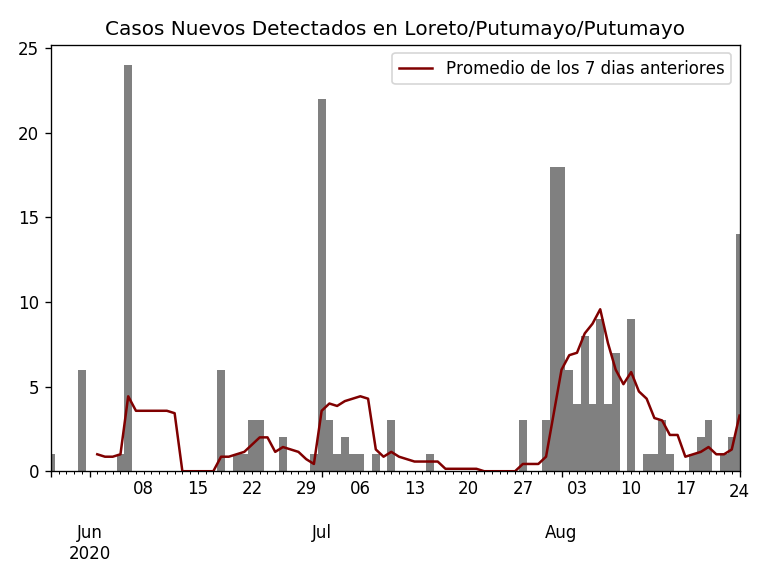 Casos Nuevos Detectados en Loreto/Putumayo/Putumayo
Promedio de los 7 dias anteriores
25
20
15
10
5
0
08 15 22 29 06 13 20 27 03 10 17 24
Jun Jul Aug
2020